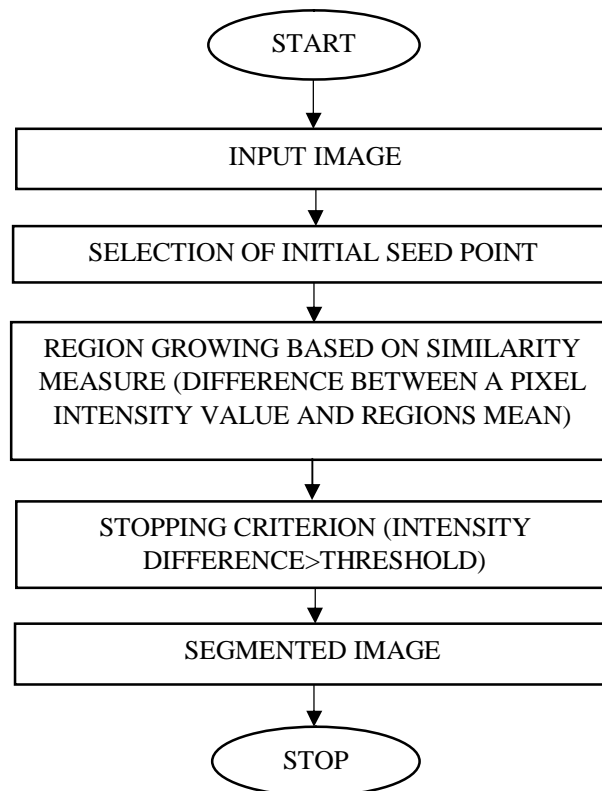 START
INPUT IMAGE
SELECTION OF INITIAL SEED POINT
REGION GROWING BASED ON SIMILARITY
MEASURE (DIFFERENCE BETWEEN A PIXEL
INTENSITY VALUE AND REGIONS MEAN)
STOPPING CRITERION (INTENSITY
DIFFERENCE>THRESHOLD)
SEGMENTED IMAGE
STOP